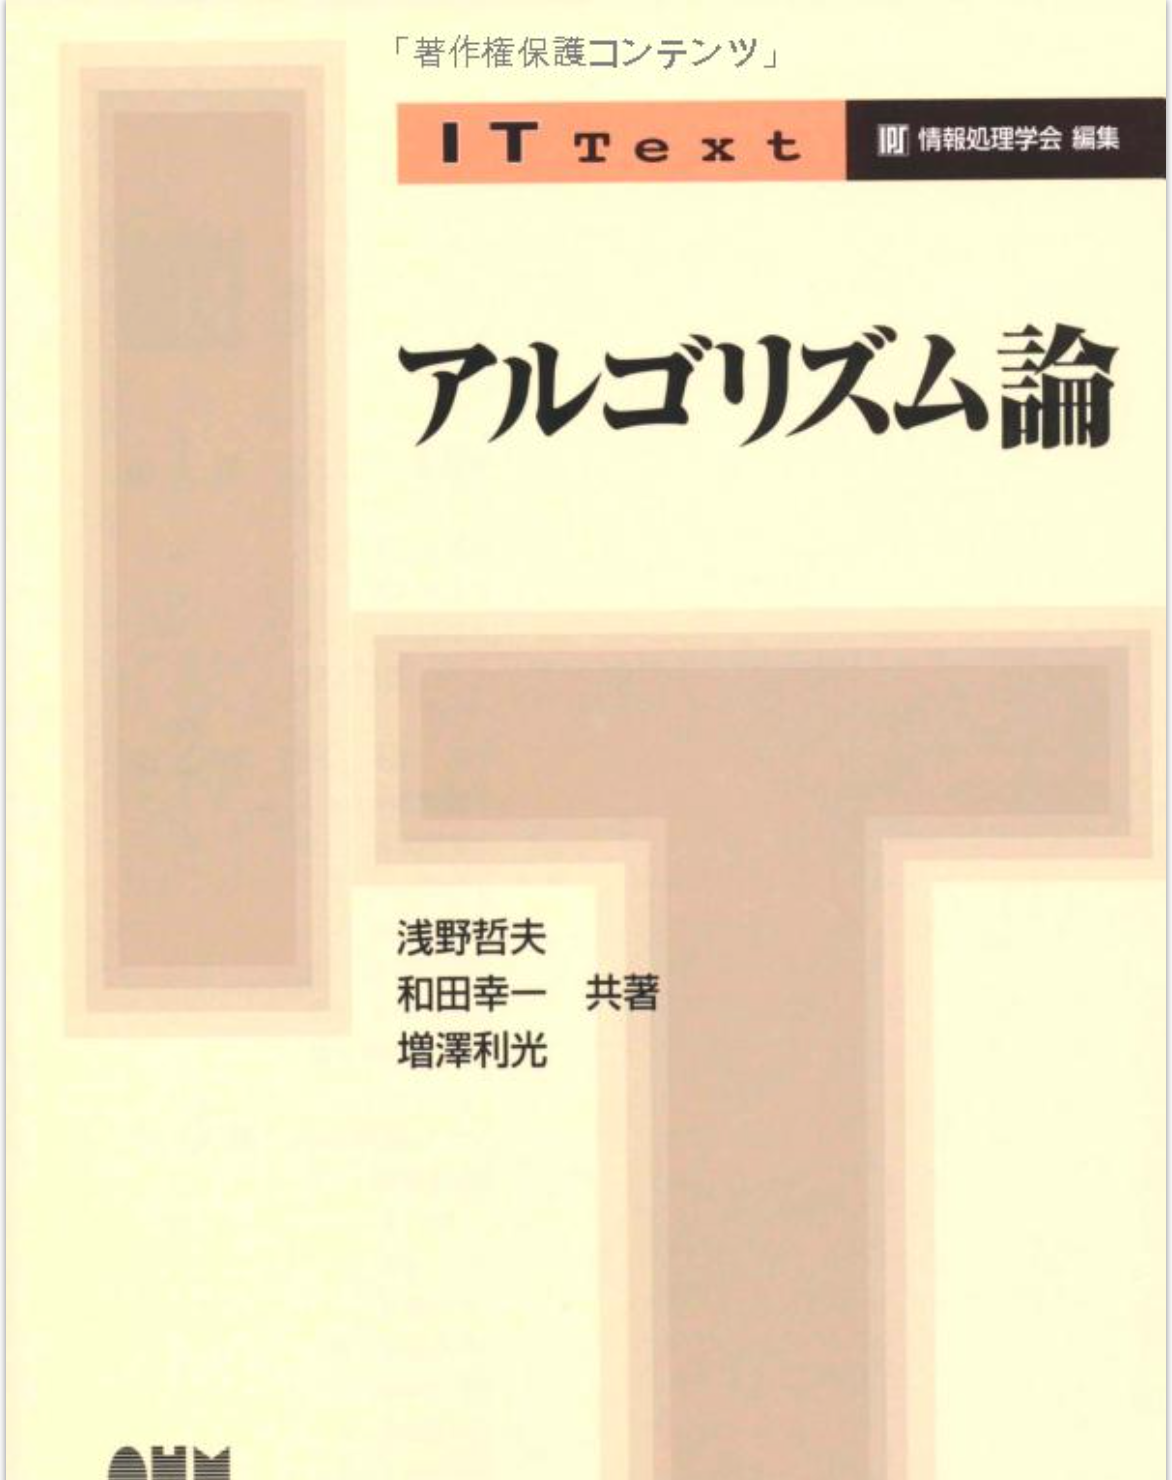 「著作権保護コンテンツ」
IT Text
IPSJ 情報処理学会 編集
アルゴリズム論
浅野哲夫
和田幸一 共著
増澤利光
OHM